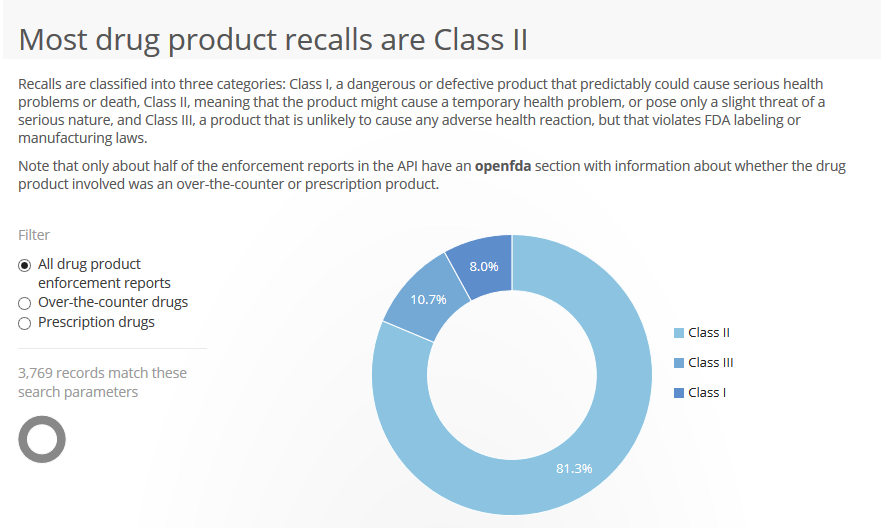 Most drug product recalls are Class II
Recalls are classified into three categories: Class I, a dangerous or defective product that predictably could cause serious health
problems or death, Class II, meaning that the product might cause a temporary health problem, or pose only a slight threat of a
serious nature, and Class III, a product that is unlikely to cause any adverse health reaction, but that violates FDA labeling or
manufacturing laws.
Note that only about half of the enforcement reports in the API have an openfda section with information about whether the drug
product involved was an over-the-counter or prescription product.
Filter
All drug product
enforcement reports
Over-the-counter drugs
Prescription drugs
3,769 records match these
search parameters
8.0%
10.7%
81.3%
Class II
Class III
Class I